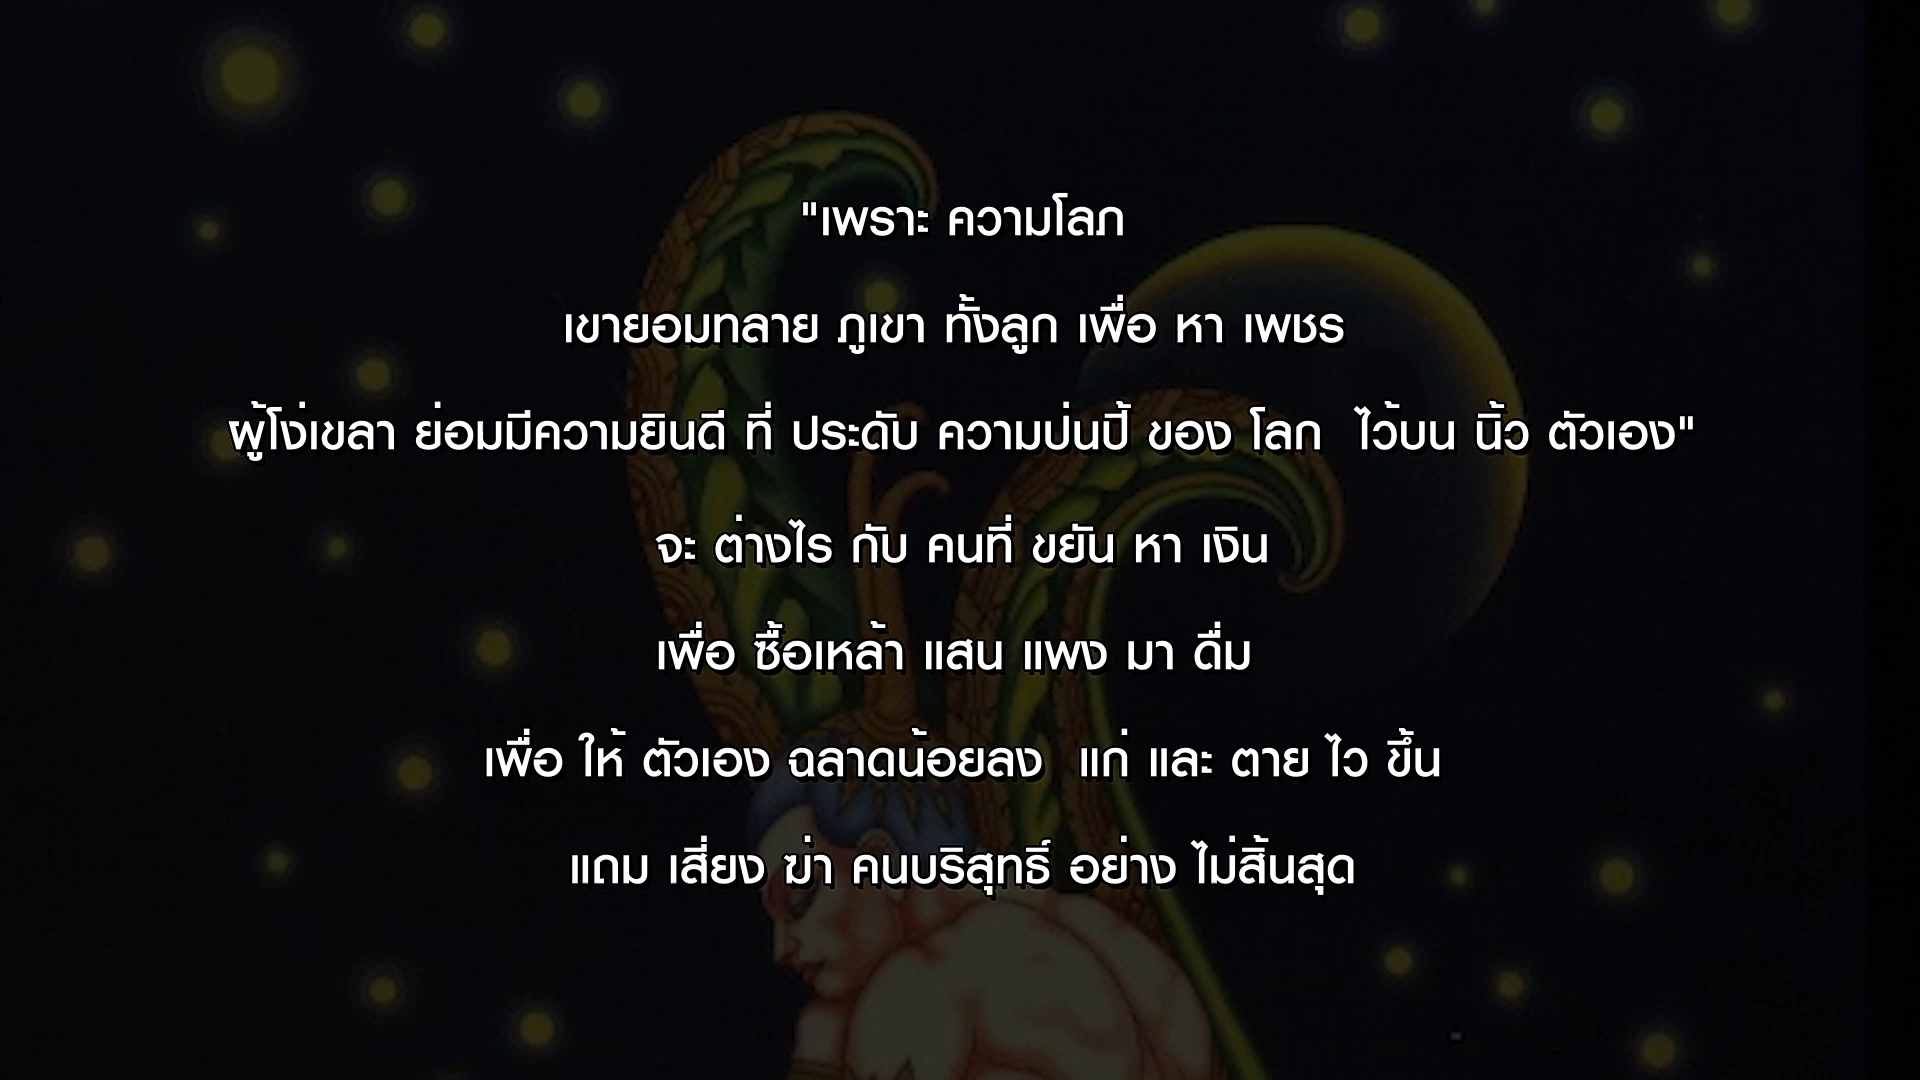 "เพราะ ความโลภ
เขายอมทลาย ภูเขา ทั้งลูก เพื่อ หา เพชร
ผู้โง่เขลา ย่อมมีความยินดี ที่ ประดับ ความป่นปี้ ของ โลก  ไว้บน นิ้ว ตัวเอง"
จะ ต่างไร กับ คนที่ ขยัน หา เงิน
เพื่อ ซื้อเหล้า แสน แพง มา ดื่ม
เพื่อ ให้ ตัวเอง ฉลาดน้อยลง  แก่ และ ตาย ไว ขึ้น
แถม เสี่ยง ฆ่า คนบริสุทธิ์ อย่าง ไม่สิ้นสุด